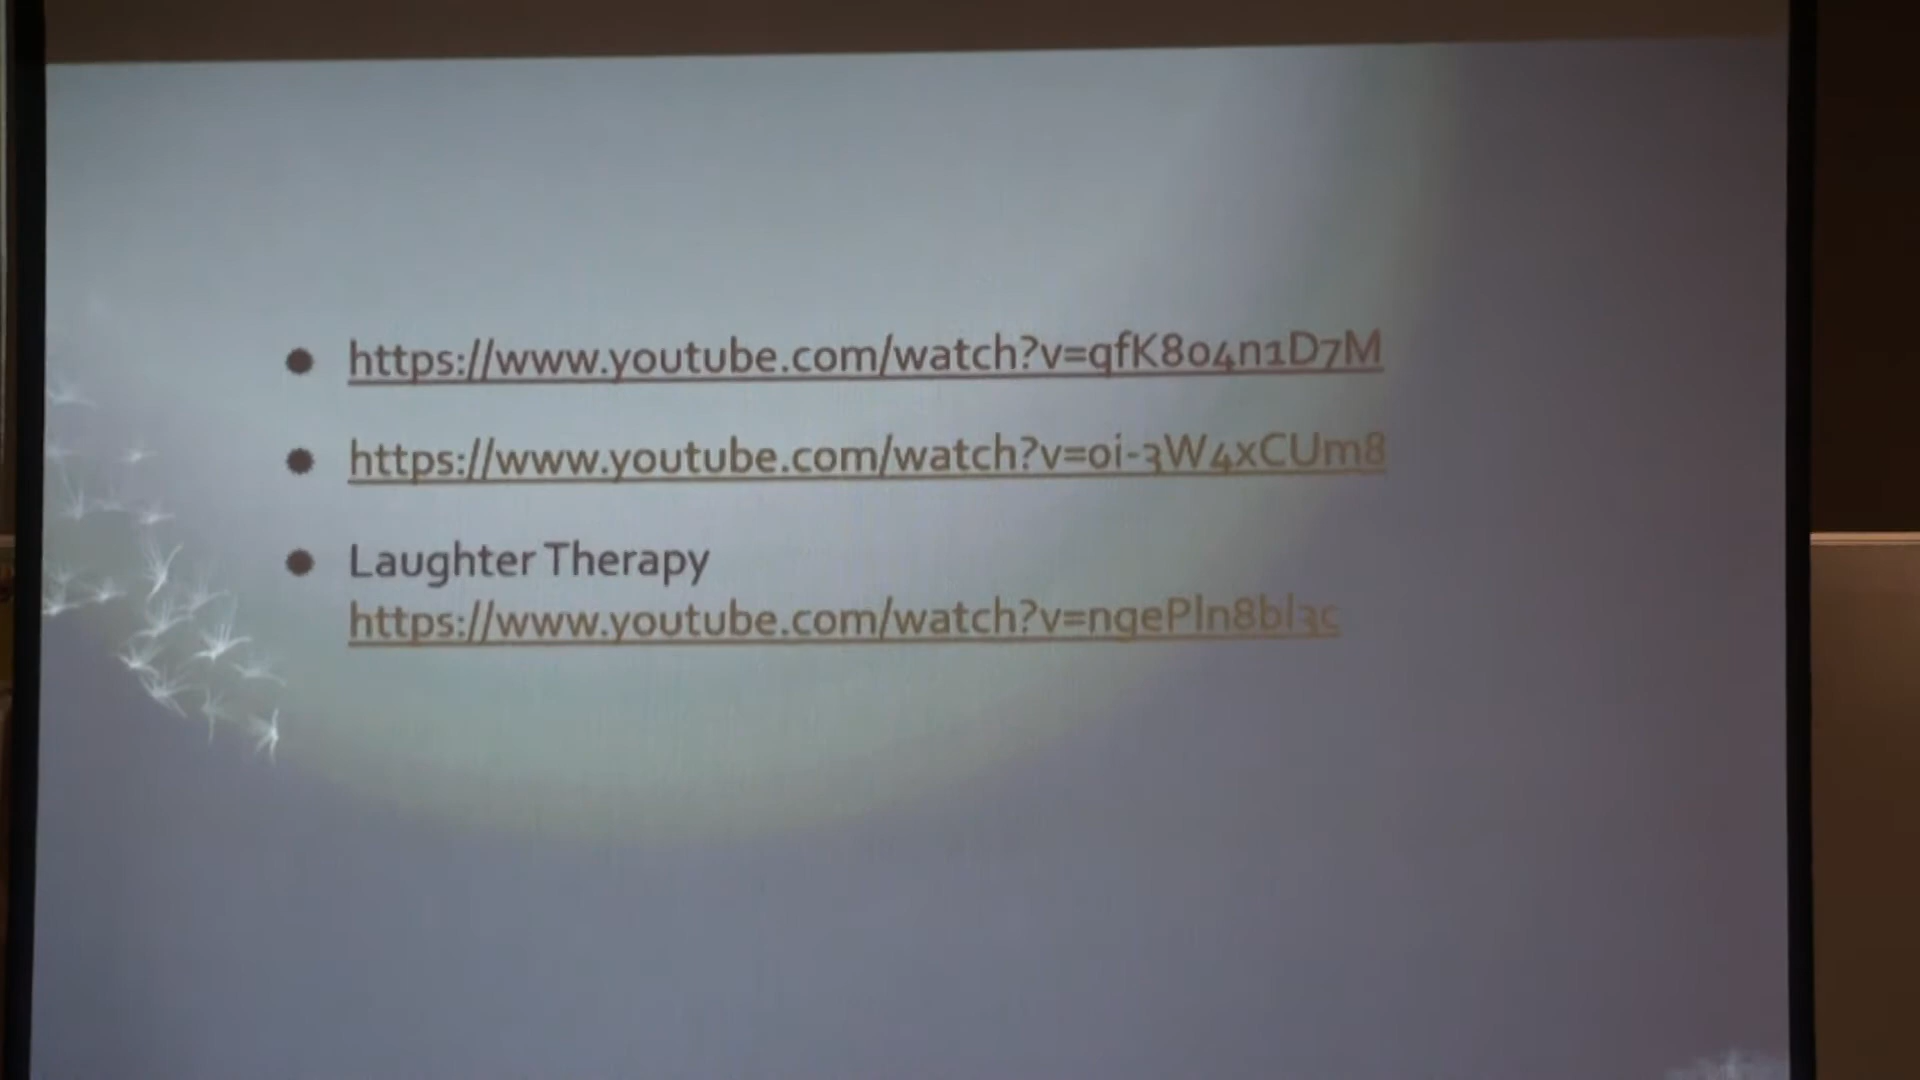 https://www.youtube.com/watch?v=qfK804n1D7M
https://www.youtube.com/watch?v=oi-3W4xCUm8
Laughter Therapy
https://www.youtube.com/watch?v=ngePln8bl3c